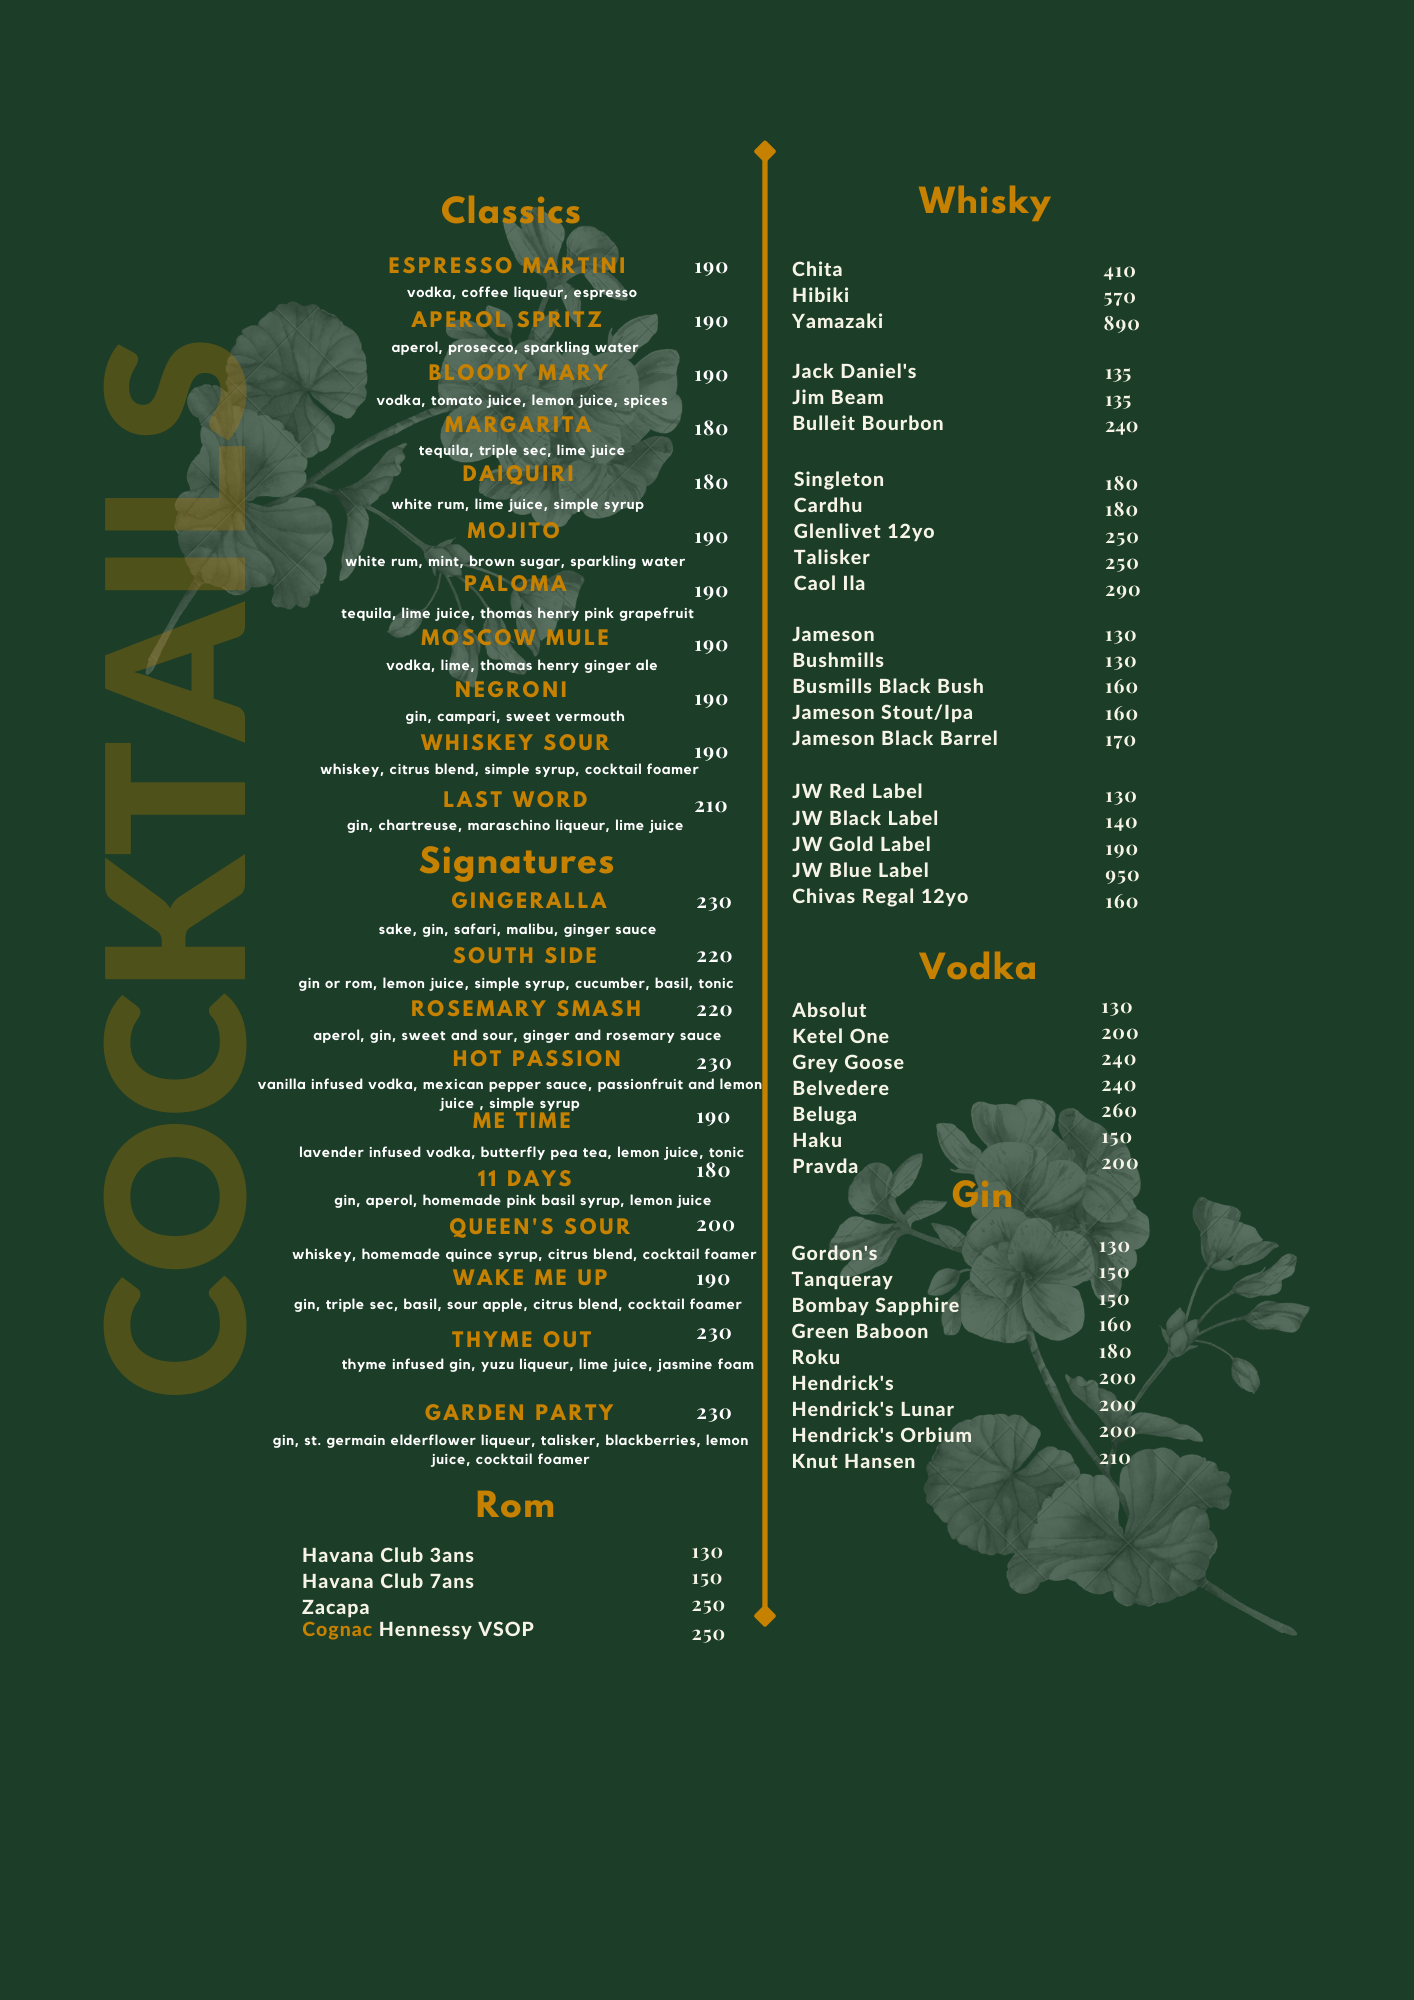 COCKTAILS
Classics
ESPRESSO MARTINI 190
vodka, coffee liqueur, espresso
APEROL SPRITZ 190
aperol, prosecco, sparkling water
BLOODY MARY 190
vodka, tomato juice, lemon juice, spices
MARGARITA 180
tequila, triple sec, lime juice
DAIQUIRI 180
white rum, lime juice, simple syrup
MOJITO 190
white rum, mint, brown sugar, sparkling water
PALOMA 190
tequila, lime juice, thomas henry pink grapefruit
MOSCOW MULE 190
vodka, lime, thomas henry ginger ale
NEGRONI 190
gin, campari, sweet vermouth
WHISKEY SOUR 190
whiskey, citrus blend, simple syrup, cocktail foamer
LAST WORD 210
gin, chartreuse, maraschino liqueur, lime juice
Signatures
GINGERALLA 230
sake, gin, safari, malibu, ginger sauce
SOUTH SIDE 220
gin or rom, lemon juice, simple syrup, cucumber, basil, tonic
ROSEMARY SMASH 220
aperol, gin, sweet and sour, ginger and rosemary sauce
HOT PASSION 230
vanilla infused vodka, mexican pepper sauce, passionfruit and lemon
juice , simple syrup
ME TIME 190
lavender infused vodka, butterfly pea tea, lemon juice, tonic
11 DAYS 180
gin, aperol, homemade pink basil syrup, lemon juice
QUEEN'S SOUR 200
whiskey, homemade quince syrup, citrus blend, cocktail foamer
WAKE ME UP 190
gin, triple sec, basil, sour apple, citrus blend, cocktail foamer
THYME OUT 230
thyme infused gin, yuzu liqueur, lime juice, jasmine foam
GARDEN PARTY 230
gin, st. germain elderflower liqueur, talisker, blackberries, lemon
juice, cocktail foamer
Rom
Havana Club 3ans 130
Havana Club 7ans 150
Zacapa 250
Cognac Hennessy VSOP 250
Whisky
Chita 410
Hibiki 570
Yamazaki 890
Jack Daniel's 135
Jim Beam 135
Bulleit Bourbon 240
Singleton 180
Cardhu 180
Glenlivet 12yo 250
Talisker 250
Caol Ila 290
Jameson 130
Bushmills 130
Busmills Black Bush 160
Jameson Stout/Ipa 160
Jameson Black Barrel 170
JW Red Label 130
JW Black Label 140
JW Gold Label 190
JW Blue Label 950
Chivas Regal 12yo 160
Vodka
Absolut 130
Ketel One 200
Grey Goose 240
Belvedere 240
Beluga 260
Haku 150
Pravda 200
Gin
Gordon's 130
Tanqueray 150
Bombay Sapphire 150
Green Baboon 160
Roku 180
Hendrick's 200
Hendrick's Lunar 200
Hendrick's Orbium 200
Knut Hansen 210